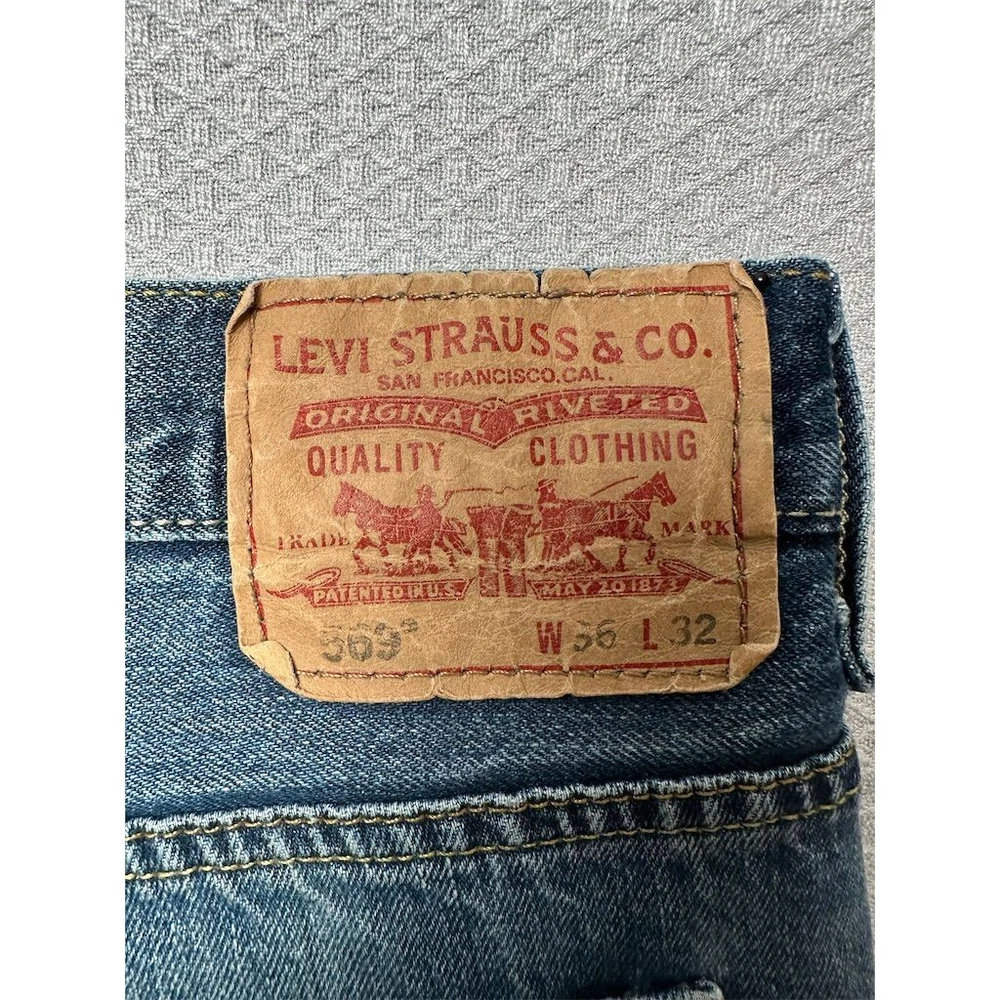 LEVI STRAUSS & CO.
SAN FRANCISCO, CAL.
ORIGINAL RIVETED
QUALITY CLOTHING
TRADE MARK
PATENTED IN U.S. MAY 20 1873
569 W 36 L 32